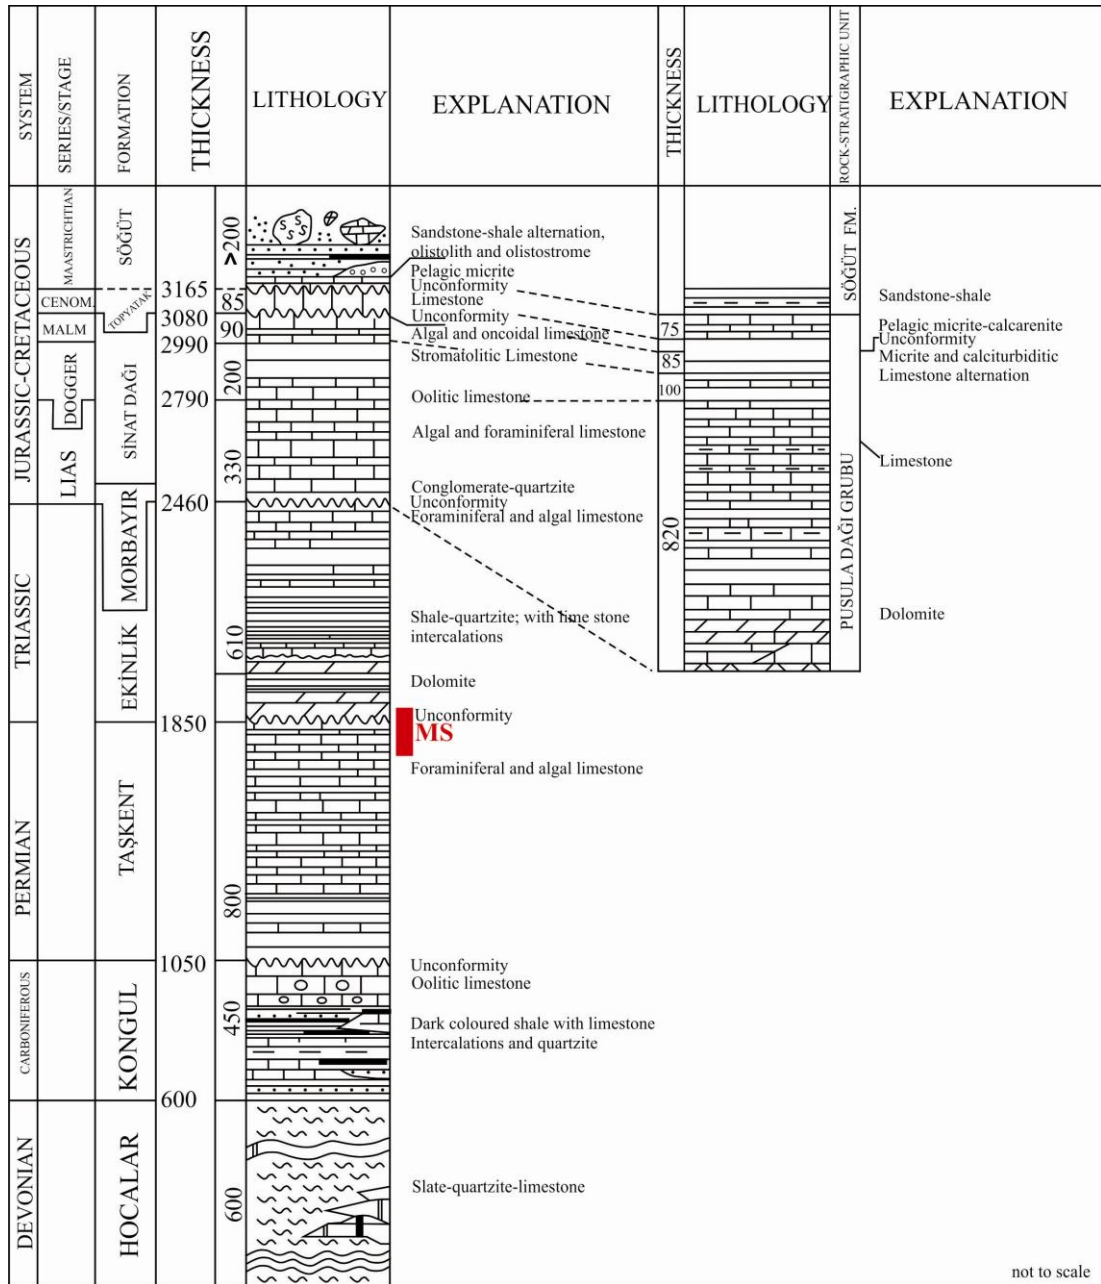 SYSTEM
SERIES/STAGE
FORMATION
THICKNESS
LITHOLOGY
EXPLANATION
THICKNESS
LITHOLOGY
ROCK-STRATIGRAPHIC UNIT
EXPLANATION
JURASSIC-CRETACEOUS
TRIASSIC
PERMIAN
CARBONIFEROUS
DEVONIAN
MAASTRICHTIAN
CENOM.
MALM
DOGGER
LIAS
SÖĞÜT
TOPYATAK
SİNAT DAĞI
MORBAYIR
EKİNLİK
TAŞKENT
KONGUL
HOCALAR
3165
3080
2990
2790
2460
1850
1050
600
>200
85
90
200
330
610
800
450
600
S S S S
Sandstone-shale alternation,
olistolith and olistostrome
Pelagic micrite
Unconformity
Limestone
Unconformity
Algal and oncoidal limestone
Stromatolitic Limestone
Oolitic limestone
Algal and foraminiferal limestone
Conglomerate-quartzite
Unconformity
Foraminiferal and algal limestone
Shale-quartzite; with lime stone
intercalations
Dolomite
Unconformity
MS
Foraminiferal and algal limestone
Unconformity
Oolitic limestone
Dark coloured shale with limestone
Intercalations and quartzite
Slate-quartzite-limestone
75
85
100
820
SÖĞÜT FM.
PUSULA DAĞI GRUBU
Sandstone-shale
Pelagic micrite-calcarenite
Unconformity
Micrite and calciturbiditic
Limestone alternation
Limestone
Dolomite
not to scale